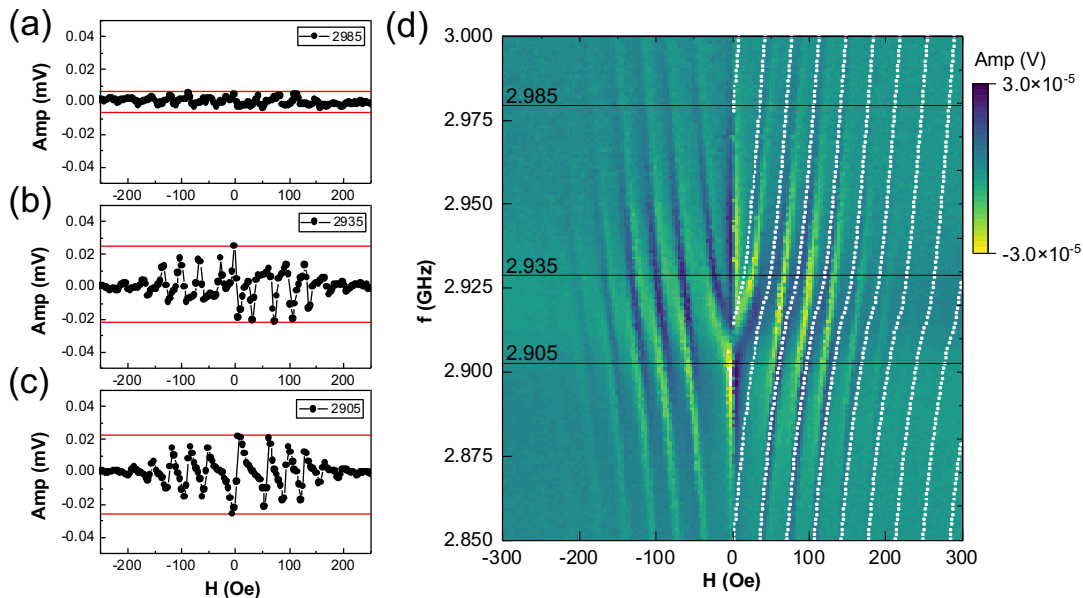 (a)
0.04
0.02
0.00
-0.02
-0.04
Amp (mV)
2985
-200 -100 0 100 200
(b)
0.04
0.02
0.00
-0.02
-0.04
Amp (mV)
2935
-200 -100 0 100 200
(c)
0.04
0.02
0.00
-0.02
-0.04
Amp (mV)
2905
-200 -100 0 100 200
H (Oe)
(d)
3.000
2.975
2.950
2.925
2.900
2.875
2.850
f (GHz)
2.985
2.935
2.905
-300 -200 -100 0 100 200 300
H (Oe)
Amp (V)
3.0×10⁻⁵
-3.0×10⁻⁵